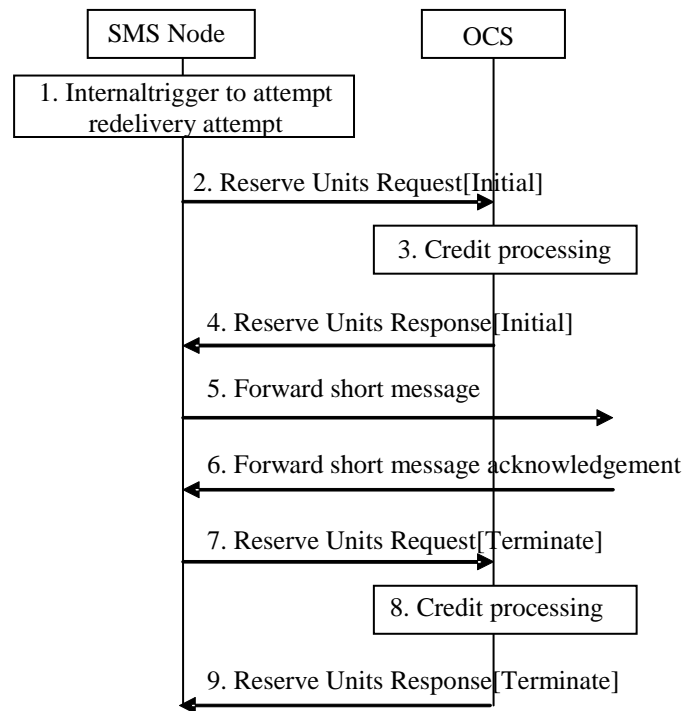 SMS Node
OCS
1. Internaltrigger to attempt
redelivery attempt
2. Reserve Units Request[Initial]
3. Credit processing
4. Reserve Units Response[Initial]
5. Forward short message
6. Forward short message acknowledgement
7. Reserve Units Request[Terminate]
8. Credit processing
9. Reserve Units Response[Terminate]